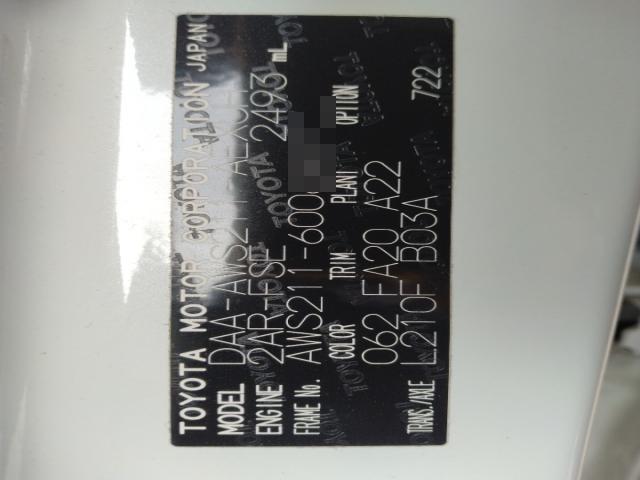 TOYOTA MOTOR CORPORATION JAPAN
MODEL DAA-AWS211-AEXGH
ENGINE 2AR-FSE 2493 mL
FRAME No. AWS211-600
COLOR TRIM PLANT OPTION
062 FA20 A22
TRANS./AXLE L210F B03A 722